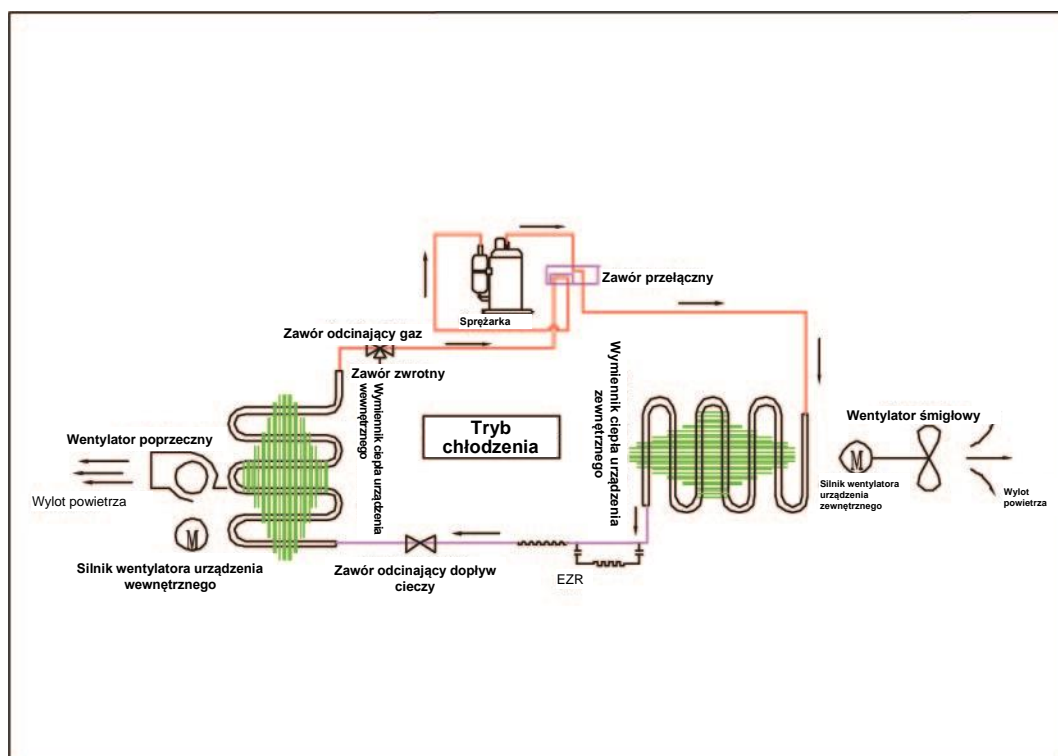 Zawór przełączny
Sprężarka
Zawór odcinający gaz
Zawór zwrotny
Wymiennik ciepła urządzenia
wewnętrznego
Wymiennik ciepła urządzenia
zewnętrznego
Tryb
chłodzenia
Wentylator śmigłowy
Wentylator poprzeczny
M
Silnik wentylatora
urządzenia
zewnętrznego
Wylot
powietrza
Wylot powietrza
M
Silnik wentylatora urządzenia
wewnętrznego
Zawór odcinający dopływ
cieczy
EZR